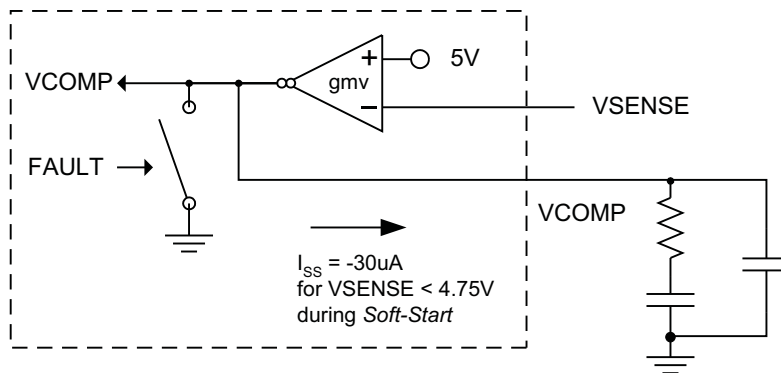 +
5V
gmv
VCOMP
−
VSENSE
FAULT
VCOMP
I_SS = -30uA
for VSENSE < 4.75V
during Soft-Start